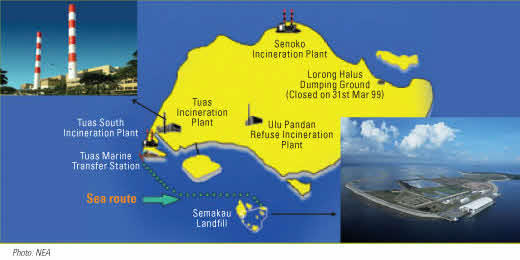 Senoko
Incineration Plant
Lorong Halus
Dumping Ground
(Closed on 31st Mar 99)
Tuas
Incineration
Plant
Tuas South
Incineration Plant
Ulu Pandan
Refuse Incineration
Plant
Tuas Marine
Transfer Station
Sea route
Semakau
Landfill
Photo: NEA